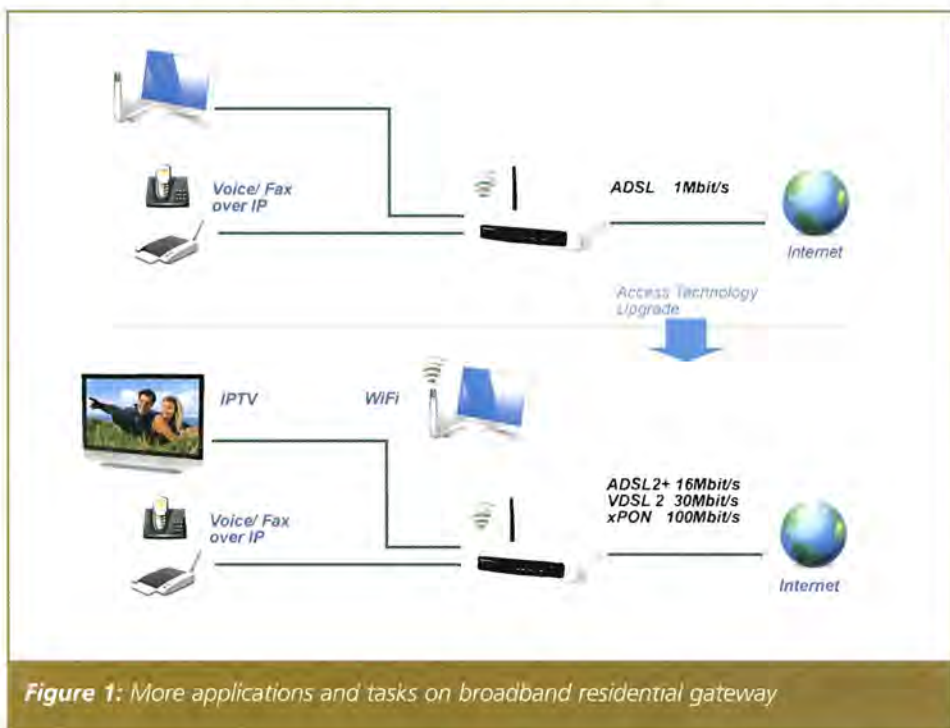 Voice/ Fax
over IP
ADSL 1Mbit/s
Internet
Access Technology
Upgrade
IPTV
WiFi
ADSL2+ 16Mbit/s
VDSL 2 30Mbit/s
xPON 100Mbit/s
Voice/ Fax
over IP
Internet
Figure 1: More applications and tasks on broadband residential gateway